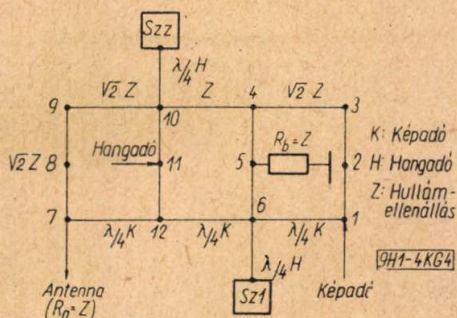 Szz
λ/4 H
√2 Z
Z
√2 Z
9
10
4
3
√2 Z
8
Hangadó
11
5
R_b = Z
2
K: Képadó
H: Hangadó
Z: Hullám-
ellenállás
7
12
6
1
λ/4 K
λ/4 K
λ/4 K
λ/4 H
Sz1
Antenna
(R_a = Z)
Képadó
9H1-4KG4